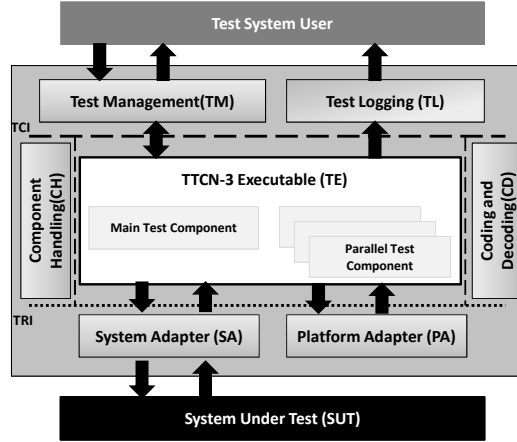 Test System User
Test Management(TM)
Test Logging (TL)
TCI
Component
Handling(CH)
TTCN-3 Executable (TE)
Main Test Component
Parallel Test
Component
Coding and
Decoding(CD)
TRI
System Adapter (SA)
Platform Adapter (PA)
System Under Test (SUT)